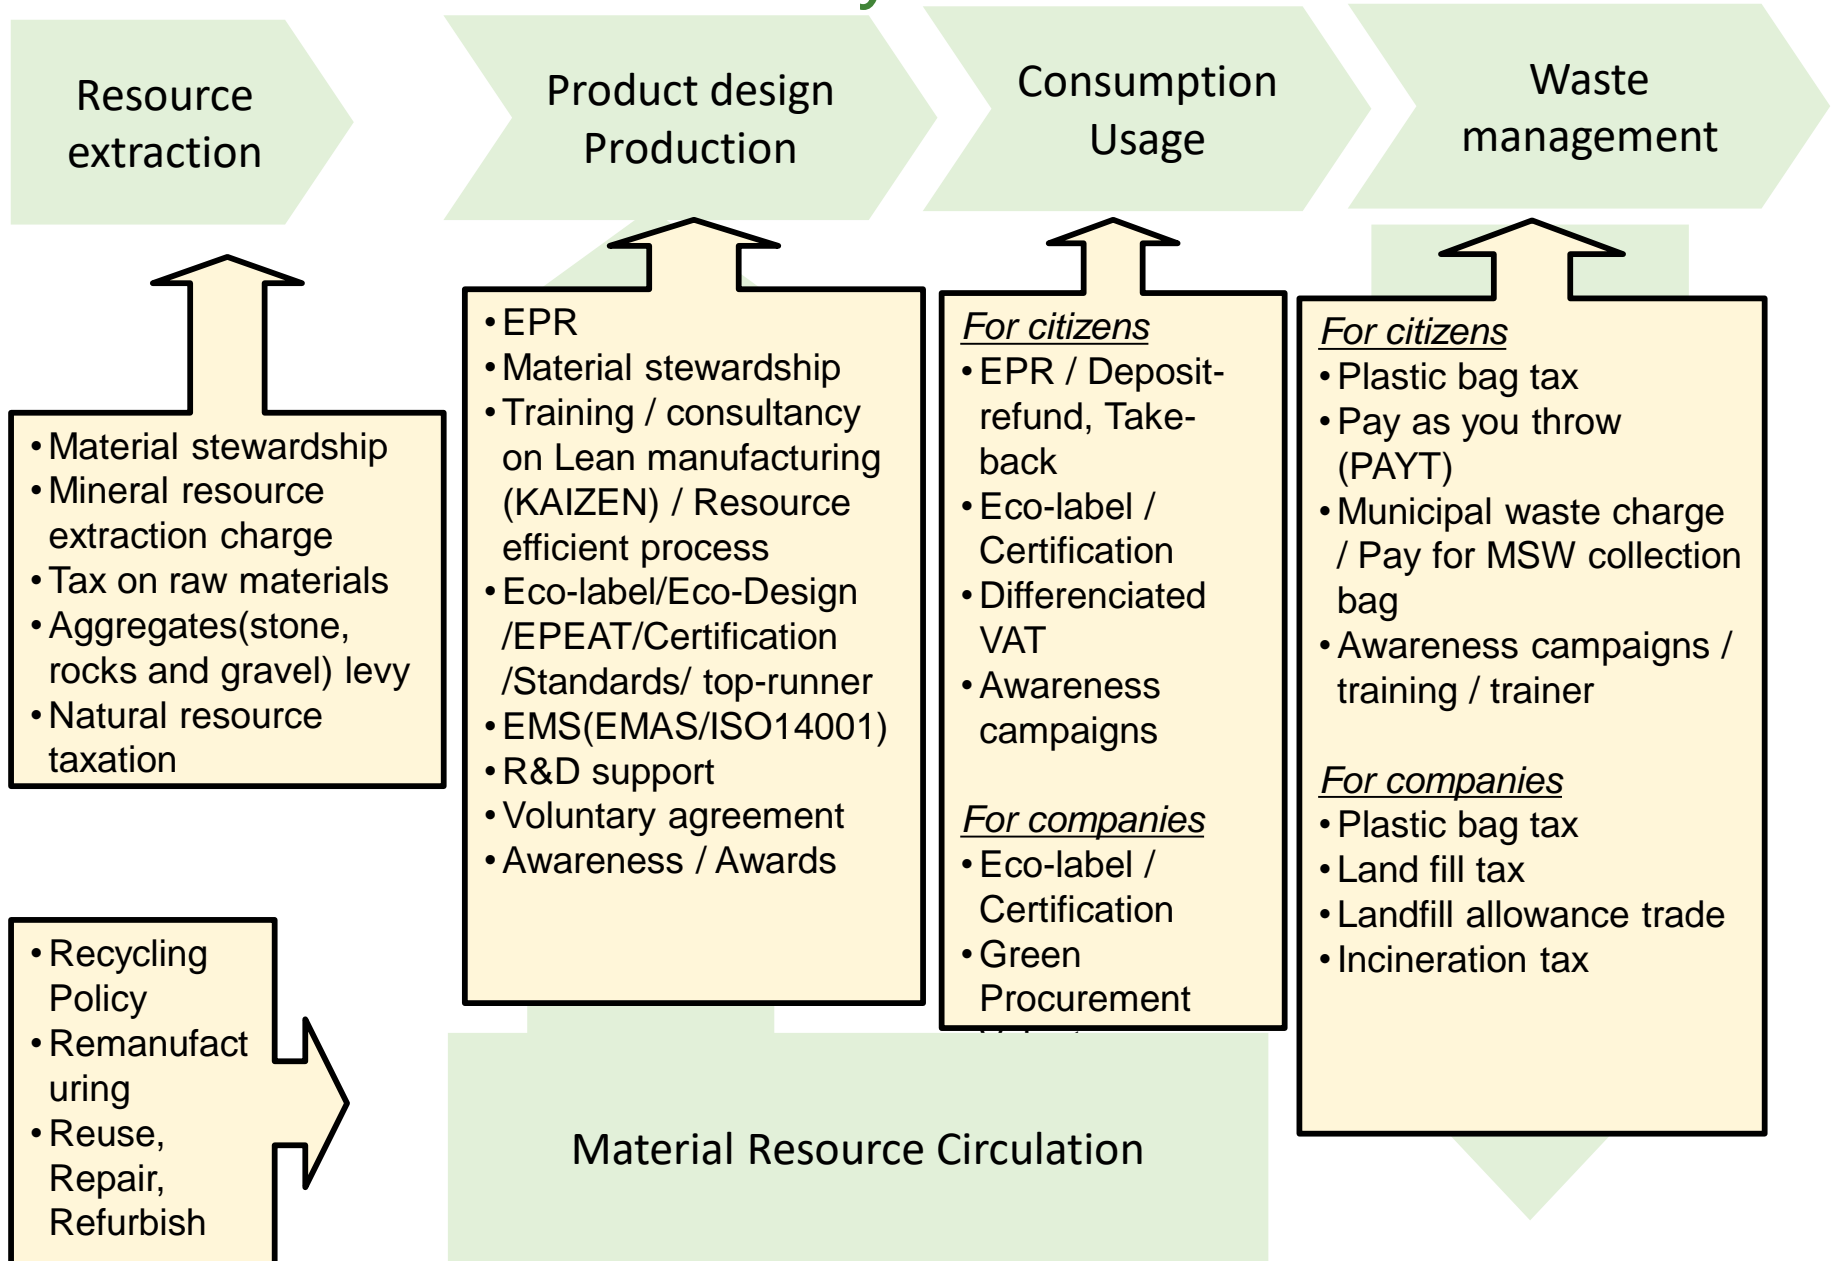 Resource
extraction
Product design
Production
Consumption
Usage
Waste
management
• Material stewardship
• Mineral resource
extraction charge
• Tax on raw materials
• Aggregates(stone,
rocks and gravel) levy
• Natural resource
taxation
• EPR
• Material stewardship
• Training / consultancy
on Lean manufacturing
(KAIZEN) / Resource
efficient process
• Eco-label/Eco-Design
/EPEAT/Certification
/Standards/ top-runner
• EMS(EMAS/ISO14001)
• R&D support
• Voluntary agreement
• Awareness / Awards
For citizens
• EPR / Deposit-
refund, Take-
back
• Eco-label /
Certification
• Differenciated
VAT
• Awareness
campaigns
For companies
• Eco-label /
Certification
• Green
Procurement
For citizens
• Plastic bag tax
• Pay as you throw
(PAYT)
• Municipal waste charge
/ Pay for MSW collection
bag
• Awareness campaigns /
training / trainer
For companies
• Plastic bag tax
• Land fill tax
• Landfill allowance trade
• Incineration tax
• Recycling
Policy
• Remanufact
uring
• Reuse,
Repair,
Refurbish
Material Resource Circulation